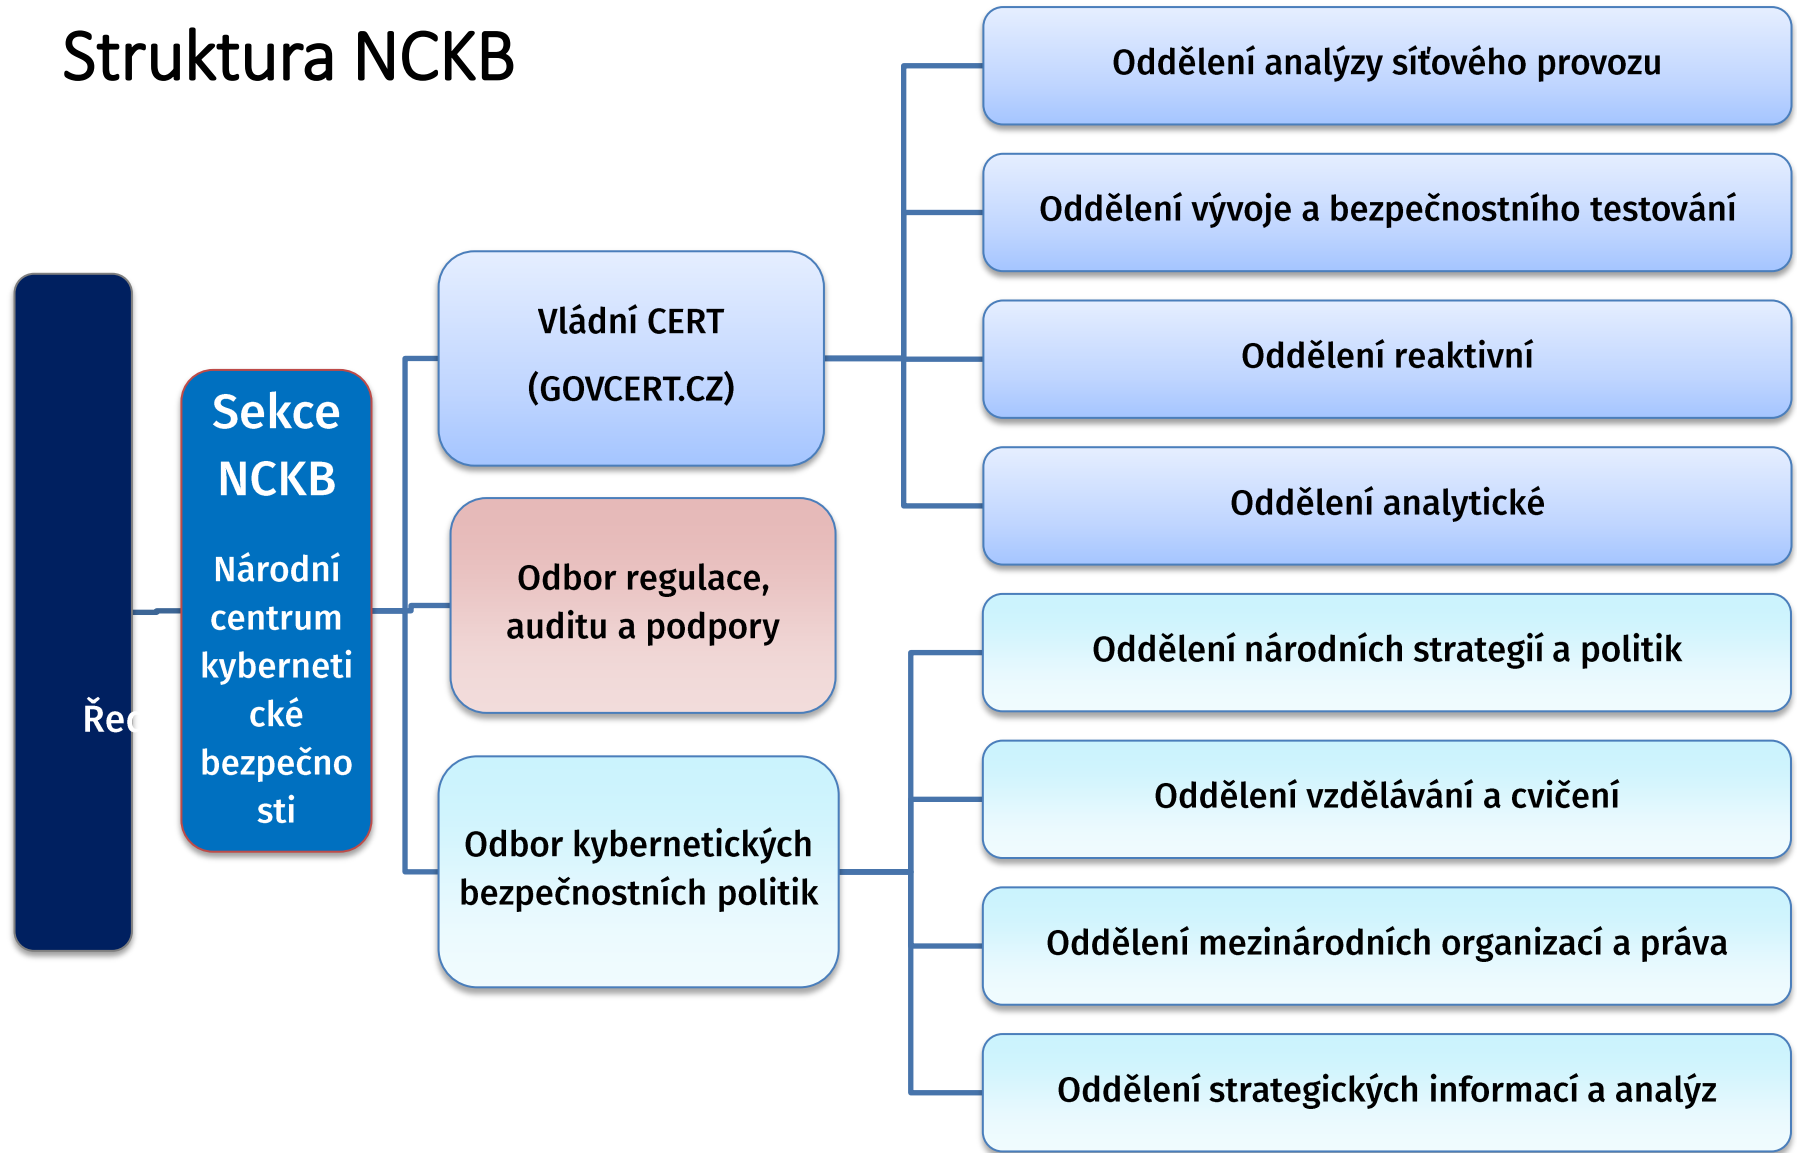 Struktura NCKB
Sekce
NCKB
Národní
centrum
kyberneti
cké
bezpečno
sti
Vládní CERT
(GOVCERT.CZ)
Odbor regulace,
auditu a podpory
Odbor kybernetických
bezpečnostních politik
Oddělení analýzy síťového provozu
Oddělení vývoje a bezpečnostního testování
Oddělení reaktivní
Oddělení analytické
Oddělení národních strategií a politik
Oddělení vzdělávání a cvičení
Oddělení mezinárodních organizací a práva
Oddělení strategických informací a analýz